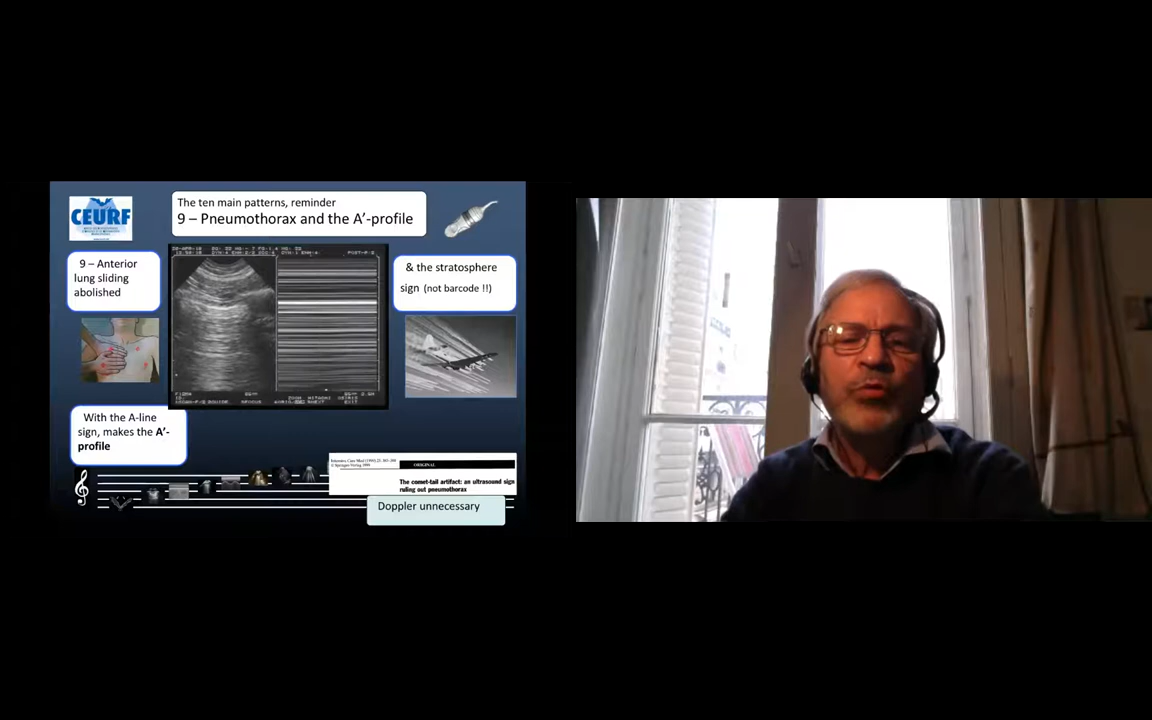 CEURF
The ten main patterns, reminder
9 – Pneumothorax and the A’-profile
9 – Anterior
lung sliding
abolished
& the stratosphere
sign (not barcode !!)
With the A-line
sign, makes the A’-
profile
ORIGINAL
The comet-tail artifact: an ultrasound sign
ruling out pneumothorax
Doppler unnecessary